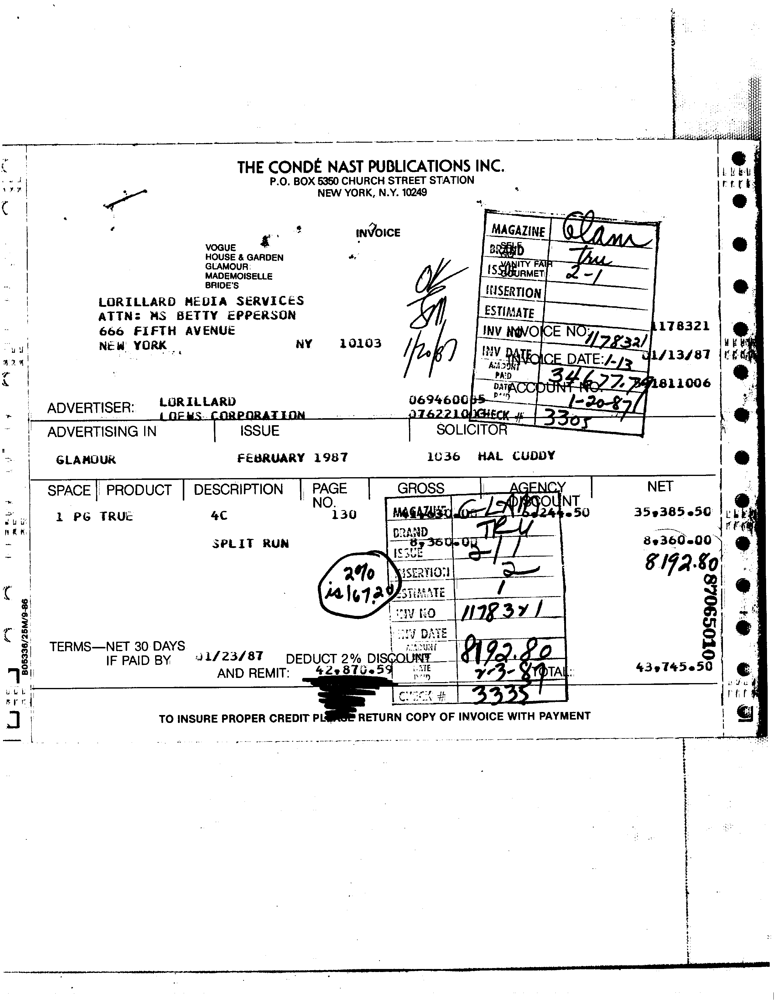 THE CONDÉ NAST PUBLICATIONS INC.
P.O. BOX 5350 CHURCH STREET STATION
NEW YORK, N.Y. 10249
INVOICE
VOGUE
HOUSE & GARDEN
GLAMOUR
MADEMOISELLE
BRIDE'S
SELF
VANITY FAIR
GOURMET
MAGAZINE Glam
BRAND Tru
ISSUE 2-1
INSERTION
ESTIMATE
INV NO 1178321
INV DATE 1-13
AMOUNT PAID 34677.79
DATE PAID 1-20-87
CHECK # 3305
OK
1/20/87
LORILLARD MEDIA SERVICES
ATTN: MS BETTY EPPERSON
666 FIFTH AVENUE
NEW YORK NY 10103
INVOICE NO. 1178321
INVOICE DATE: 01/13/87
ACCOUNT NO. 1811006
ADVERTISER: LORILLARD 069460085
LOEWS CORPORATION 07622100
ADVERTISING IN ISSUE SOLICITOR
GLAMOUR FEBRUARY 1987 1036 HAL CUDDY
SPACE PRODUCT DESCRIPTION PAGE NO. GROSS AGENCY DISCOUNT NET
1 PG TRUE 4C 130 6,244.50 35,385.50
SPLIT RUN 8,360.00 8,360.00
8192.80
2% is 167.20
MAGAZINE GLAM
BRAND TRU
ISSUE 2/1
INSERTION 2
ESTIMATE 1
INV NO 1178321
INV DATE
AMOUNT 8192.80
DATE PAID 2-3-87
CHECK # 3335
TERMS—NET 30 DAYS
IF PAID BY 01/23/87 DEDUCT 2% DISCOUNT
AND REMIT: 42,870.59 TOTAL: 43,745.50
TO INSURE PROPER CREDIT PLEASE RETURN COPY OF INVOICE WITH PAYMENT
B05336/25M/9-86
87065010